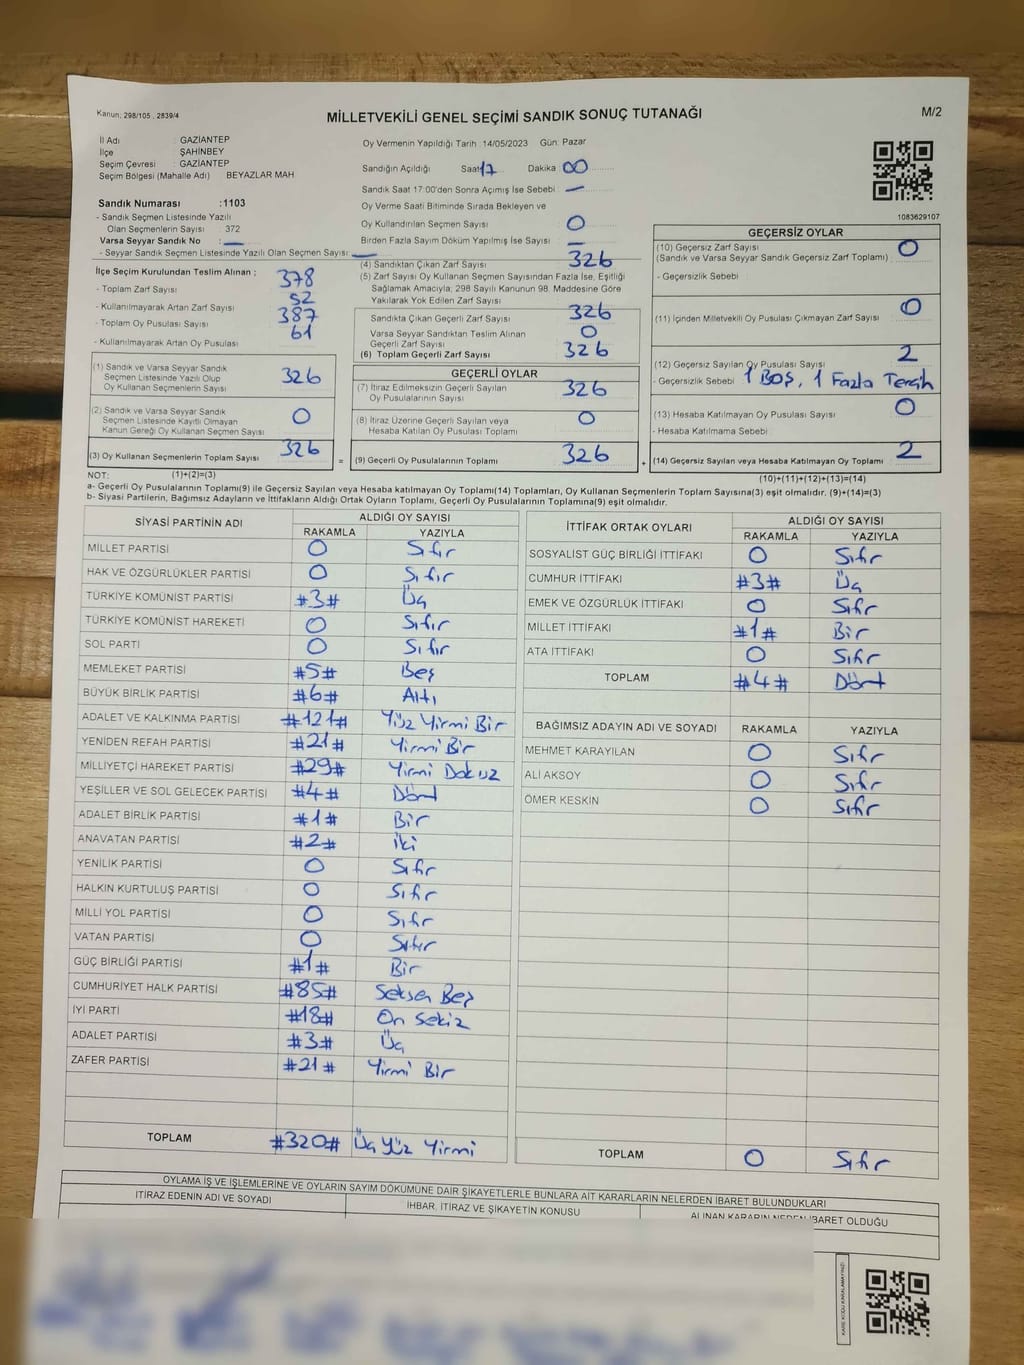 Kanun: 298/105 , 2839/4
MİLLETVEKİLİ GENEL SEÇİMİ SANDIK SONUÇ TUTANAĞI
M/2
İl Adı : GAZİANTEP
İlçe : ŞAHİNBEY
Seçim Çevresi : GAZİANTEP
Seçim Bölgesi (Mahalle Adı) BEYAZLAR MAH
Sandık Numarası :1103
- Sandık Seçmen Listesinde Yazılı
Olan Seçmenlerin Sayısı : 372
Varsa Seyyar Sandık No : —
- Seyyar Sandık Seçmen Listesinde Yazılı Olan Seçmen Sayısı: —
Oy Vermenin Yapıldığı Tarih :14/05/2023 Gün: Pazar
Sandığın Açıldığı Saat 17 Dakika 00
Sandık Saat 17:00'den Sonra Açımış İse Sebebi : —
Oy Verme Saati Bitiminde Sırada Bekleyen ve
Oy Kullandırılan Seçmen Sayısı : 0
Birden Fazla Sayım Döküm Yapılmış İse Sayısı : —
1083629107
İlçe Seçim Kurulundan Teslim Alınan ;
- Toplam Zarf Sayısı : 378
- Kullanılmayarak Artan Zarf Sayısı : 52
- Toplam Oy Pusulası Sayısı : 387
- Kullanılmayarak Artan Oy Pusulası : 61
(1) Sandık ve Varsa Seyyar Sandık
Seçmen Listesinde Yazılı Olup
Oy Kullanan Seçmenlerin Sayısı 326
(2) Sandık ve Varsa Seyyar Sandık
Seçmen Listesinde Kayıtlı Olmayan
Kanun Gereği Oy Kullanan Seçmen Sayısı 0
(3) Oy Kullanan Seçmenlerin Toplam Sayısı 326
(4) Sandıktan Çıkan Zarf Sayısı : 326
(5) Zarf Sayısı Oy Kullanan Seçmen Sayısından Fazla İse, Eşitliği
Sağlamak Amacıyla; 298 Sayılı Kanunun 98. Maddesine Göre
Yakılarak Yok Edilen Zarf Sayısı :
Sandıkta Çıkan Geçerli Zarf Sayısı : 326
Varsa Seyyar Sandıktan Teslim Alınan
Geçerli Zarf Sayısı : 0
(6) Toplam Geçerli Zarf Sayısı 326
GEÇERLİ OYLAR
(7) İtiraz Edilmeksizin Geçerli Sayılan
Oy Pusulalarının Sayısı : 326
(8) İtiraz Üzerine Geçerli Sayılan veya
Hesaba Katılan Oy Pusulası Toplamı 0
= (9) Geçerli Oy Pusulalarının Toplamı 326
GEÇERSİZ OYLAR
(10) Geçersiz Zarf Sayısı 0
(Sandık ve Varsa Seyyar Sandık Geçersiz Zarf Toplamı) :
- Geçersizlik Sebebi :
(11) İçinden Milletvekili Oy Pusulası Çıkmayan Zarf Sayısı : 0
(12) Geçersiz Sayılan Oy Pusulası Sayısı : 2
- Geçersizlik Sebebi : 1 BOŞ, 1 Fazla Tercih
(13) Hesaba Katılmayan Oy Pusulası Sayısı : 0
- Hesaba Katılmama Sebebi :
+ (14) Geçersiz Sayılan veya Hesaba Katılmayan Oy Toplamı 2
NOT: (1)+(2)=(3)
(10)+(11)+(12)+(13)=(14)
a- Geçerli Oy Pusulalarının Toplamı(9) ile Geçersiz Sayılan veya Hesaba katılmayan Oy Toplamı(14) Toplamları, Oy Kullanan Seçmenlerin Toplam Sayısına(3) eşit olmalıdır. (9)+(14)=(3)
b- Siyasi Partilerin, Bağımsız Adayların ve İttifakların Aldığı Ortak Oyların Toplamı, Geçerli Oy Pusulalarının Toplamına(9) eşit olmalıdır.
SİYASİ PARTİNİN ADI ALDIĞI OY SAYISI
RAKAMLA YAZIYLA
MİLLET PARTİSİ 0 Sıfır
HAK VE ÖZGÜRLÜKLER PARTİSİ 0 Sıfır
TÜRKİYE KOMÜNİST PARTİSİ #3# Üç
TÜRKİYE KOMÜNİST HAREKETİ 0 Sıfır
SOL PARTİ 0 Sıfır
MEMLEKET PARTİSİ #5# Beş
BÜYÜK BİRLİK PARTİSİ #6# Altı
ADALET VE KALKINMA PARTİSİ #121# Yüz Yirmi Bir
YENİDEN REFAH PARTİSİ #21# Yirmi Bir
MİLLİYETÇİ HAREKET PARTİSİ #29# Yirmi Dokuz
YEŞİLLER VE SOL GELECEK PARTİSİ #4# Dört
ADALET BİRLİK PARTİSİ #1# Bir
ANAVATAN PARTİSİ #2# İki
YENİLİK PARTİSİ 0 Sıfır
HALKIN KURTULUŞ PARTİSİ 0 Sıfır
MİLLİ YOL PARTİSİ 0 Sıfır
VATAN PARTİSİ 0 Sıfır
GÜÇ BİRLİĞİ PARTİSİ #1# Bir
CUMHURİYET HALK PARTİSİ #85# Seksen Beş
İYİ PARTİ #18# On Sekiz
ADALET PARTİSİ #3# Üç
ZAFER PARTİSİ #21# Yirmi Bir
TOPLAM #320# Üç Yüz Yirmi
İTTİFAK ORTAK OYLARI ALDIĞI OY SAYISI
RAKAMLA YAZIYLA
SOSYALİST GÜÇ BİRLİĞİ İTTİFAKI 0 Sıfır
CUMHUR İTTİFAKI #3# Üç
EMEK VE ÖZGÜRLÜK İTTİFAKI 0 Sıfır
MİLLET İTTİFAKI #1# Bir
ATA İTTİFAKI 0 Sıfır
TOPLAM #4# Dört
BAĞIMSIZ ADAYIN ADI VE SOYADI RAKAMLA YAZIYLA
MEHMET KARAYILAN 0 Sıfır
ALİ AKSOY 0 Sıfır
ÖMER KESKİN 0 Sıfır
TOPLAM 0 Sıfır
OYLAMA İŞ VE İŞLEMLERİNE VE OYLARIN SAYIM DÖKÜMÜNE DAİR ŞİKAYETLERLE BUNLARA AİT KARARLARIN NELERDEN İBARET BULUNDUKLARI
İTİRAZ EDENİN ADI VE SOYADI İHBAR, İTİRAZ VE ŞİKAYETİN KONUSU ALINAN KARARIN NEDEN İBARET OLDUĞU
KARE KODU KARALAMAYINIZ!